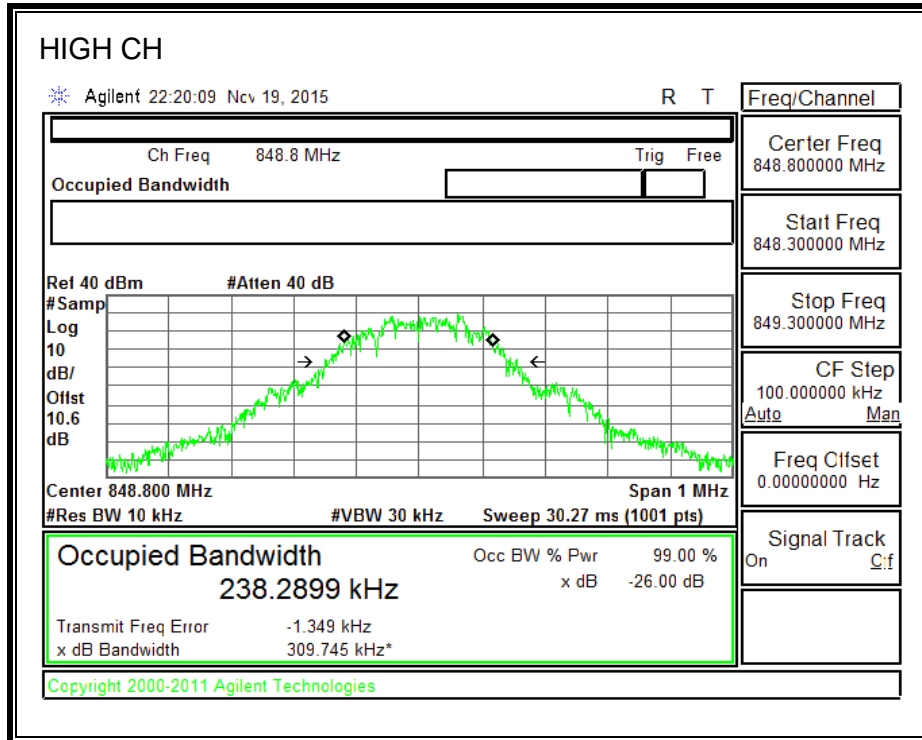 HIGH CH
Agilent 22:20:09 Nov 19, 2015 R T
Freq/Channel
Ch Freq 848.8 MHz Trig Free
Occupied Bandwidth
Center Freq
848.800000 MHz
Start Freq
848.300000 MHz
Stop Freq
849.300000 MHz
CF Step
100.000000 kHz
Auto Man
Freq Offset
0.00000000 Hz
Signal Track
On Off
Ref 40 dBm #Atten 40 dB
#Samp
Log
10
dB/
Offst
10.6
dB
Center 848.800 MHz Span 1 MHz
#Res BW 10 kHz #VBW 30 kHz Sweep 30.27 ms (1001 pts)
Occupied Bandwidth Occ BW % Pwr 99.00 %
238.2899 kHz x dB -26.00 dB
Transmit Freq Error -1.349 kHz
x dB Bandwidth 309.745 kHz*
Copyright 2000-2011 Agilent Technologies